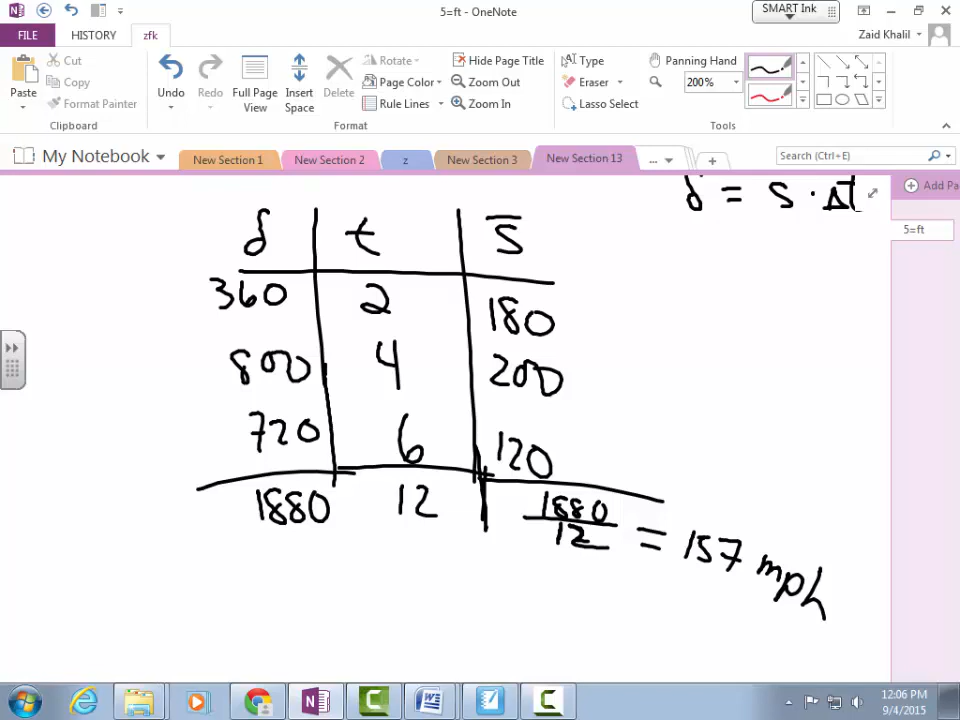 5=ft - OneNote
SMART Ink
FILE HISTORY zfk
Zaid Khalil
Cut
Copy
Format Painter
Paste
Clipboard
Undo
Redo
Full Page View
Insert Space
Delete
Rotate
Page Color
Rule Lines
Format
Hide Page Title
Zoom Out
Zoom In
Type
Eraser
Lasso Select
Panning Hand
200%
Tools
My Notebook
New Section 1
New Section 2
z
New Section 3
New Section 13
...
+
Search (Ctrl+E)
Add Pa
5=ft
d = s · Δt
d t s̅
360 2 180
800 4 200
720 6 120
1880 12 1880/12 = 157 mph
12:06 PM
9/4/2015